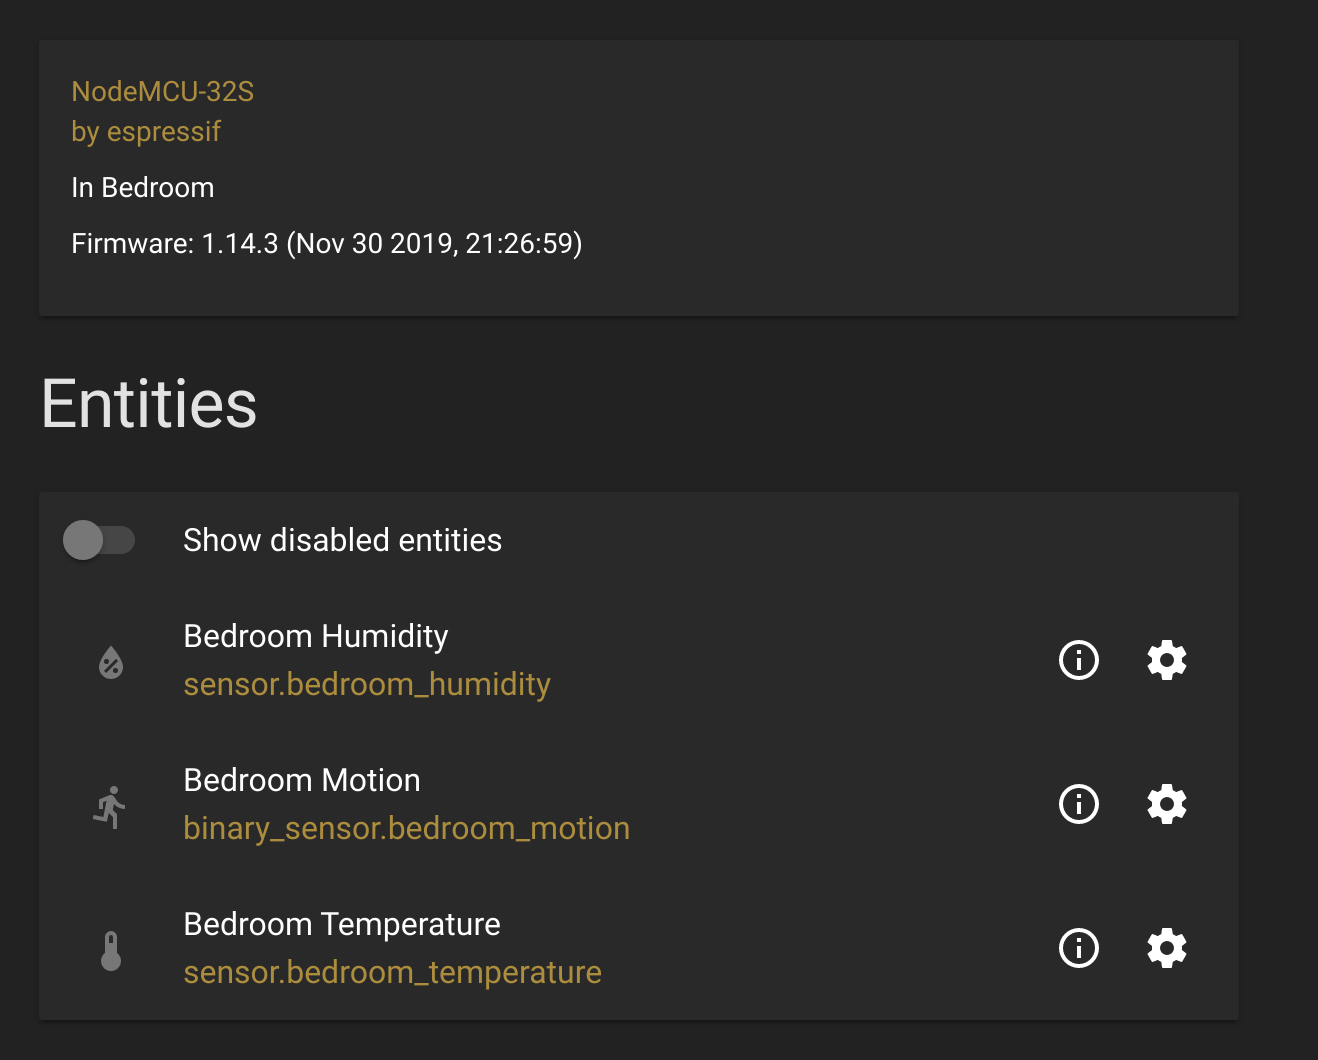 NodeMCU-32S
by espressif
In Bedroom
Firmware: 1.14.3 (Nov 30 2019, 21:26:59)
Entities
Show disabled entities
Bedroom Humidity
sensor.bedroom_humidity
Bedroom Motion
binary_sensor.bedroom_motion
Bedroom Temperature
sensor.bedroom_temperature